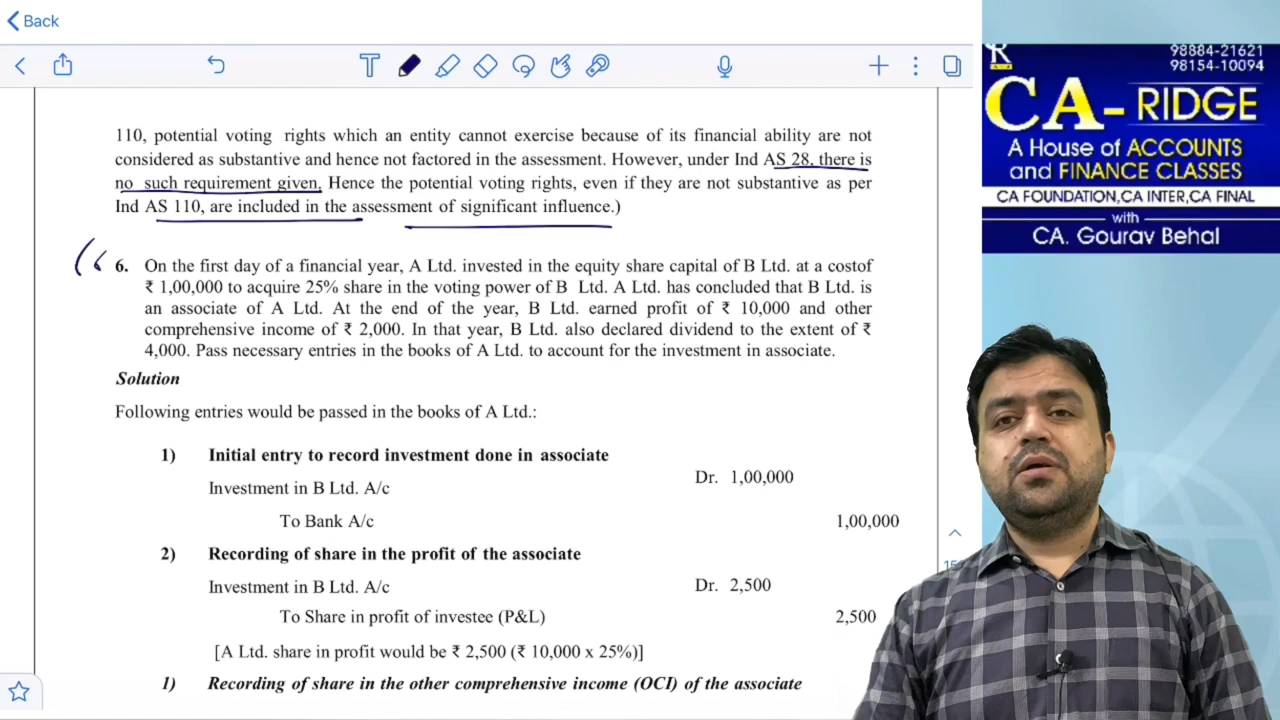 Back
110, potential voting rights which an entity cannot exercise because of its financial ability are not
considered as substantive and hence not factored in the assessment. However, under Ind AS 28, there is
no such requirement given. Hence the potential voting rights, even if they are not substantive as per
Ind AS 110, are included in the assessment of significant influence.)
6. On the first day of a financial year, A Ltd. invested in the equity share capital of B Ltd. at a costof
₹ 1,00,000 to acquire 25% share in the voting power of B Ltd. A Ltd. has concluded that B Ltd. is
an associate of A Ltd. At the end of the year, B Ltd. earned profit of ₹ 10,000 and other
comprehensive income of ₹ 2,000. In that year, B Ltd. also declared dividend to the extent of ₹
4,000. Pass necessary entries in the books of A Ltd. to account for the investment in associate.
Solution
Following entries would be passed in the books of A Ltd.:
1) Initial entry to record investment done in associate
Investment in B Ltd. A/c Dr. 1,00,000
To Bank A/c 1,00,000
2) Recording of share in the profit of the associate
Investment in B Ltd. A/c Dr. 2,500
To Share in profit of investee (P&L) 2,500
[A Ltd. share in profit would be ₹ 2,500 (₹ 10,000 x 25%)]
1) Recording of share in the other comprehensive income (OCI) of the associate
R
98884-21621
98154-10094
CA-RIDGE
A House of ACCOUNTS
and FINANCE CLASSES
CA FOUNDATION,CA INTER,CA FINAL
with
CA. Gourav Behal